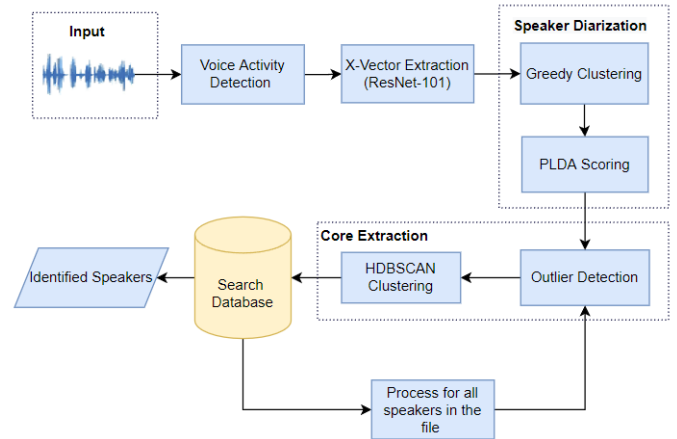 Input
Voice Activity
Detection
X-Vector Extraction
(ResNet-101)
Speaker Diarization
Greedy Clustering
PLDA Scoring
Core Extraction
Outlier Detection
HDBSCAN
Clustering
Search
Database
Identified Speakers
Process for all
speakers in the
file